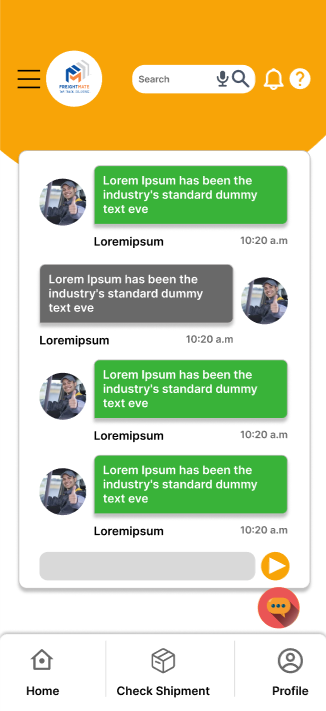 FREIGHTMATE
Search
Lorem Ipsum has been the
industry's standard dummy
text eve
Loremipsum
10:20 a.m
Lorem Ipsum has been the
industry's standard dummy
text eve
Loremipsum
10:20 a.m
Lorem Ipsum has been the
industry's standard dummy
text eve
Loremipsum
10:20 a.m
Lorem Ipsum has been the
industry's standard dummy
text eve
Loremipsum
10:20 a.m
Home
Check Shipment
Profile